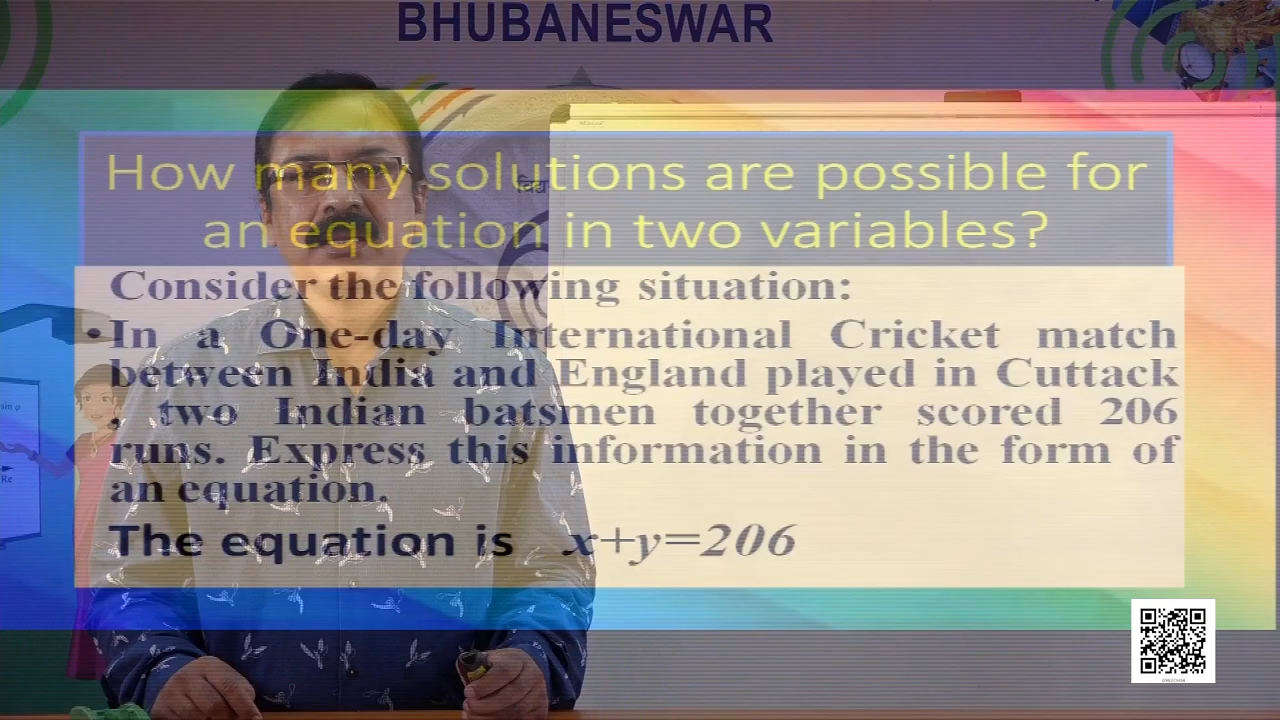 BHUBANESWAR
How many solutions are possible for
an equation in two variables?
Consider the following situation:
• In a One-day International Cricket match
between India and England played in Cuttack
, two Indian batsmen together scored 206
runs. Express this information in the form of
an equation.
The equation is x+y=206
sin φ
Re
विद्य